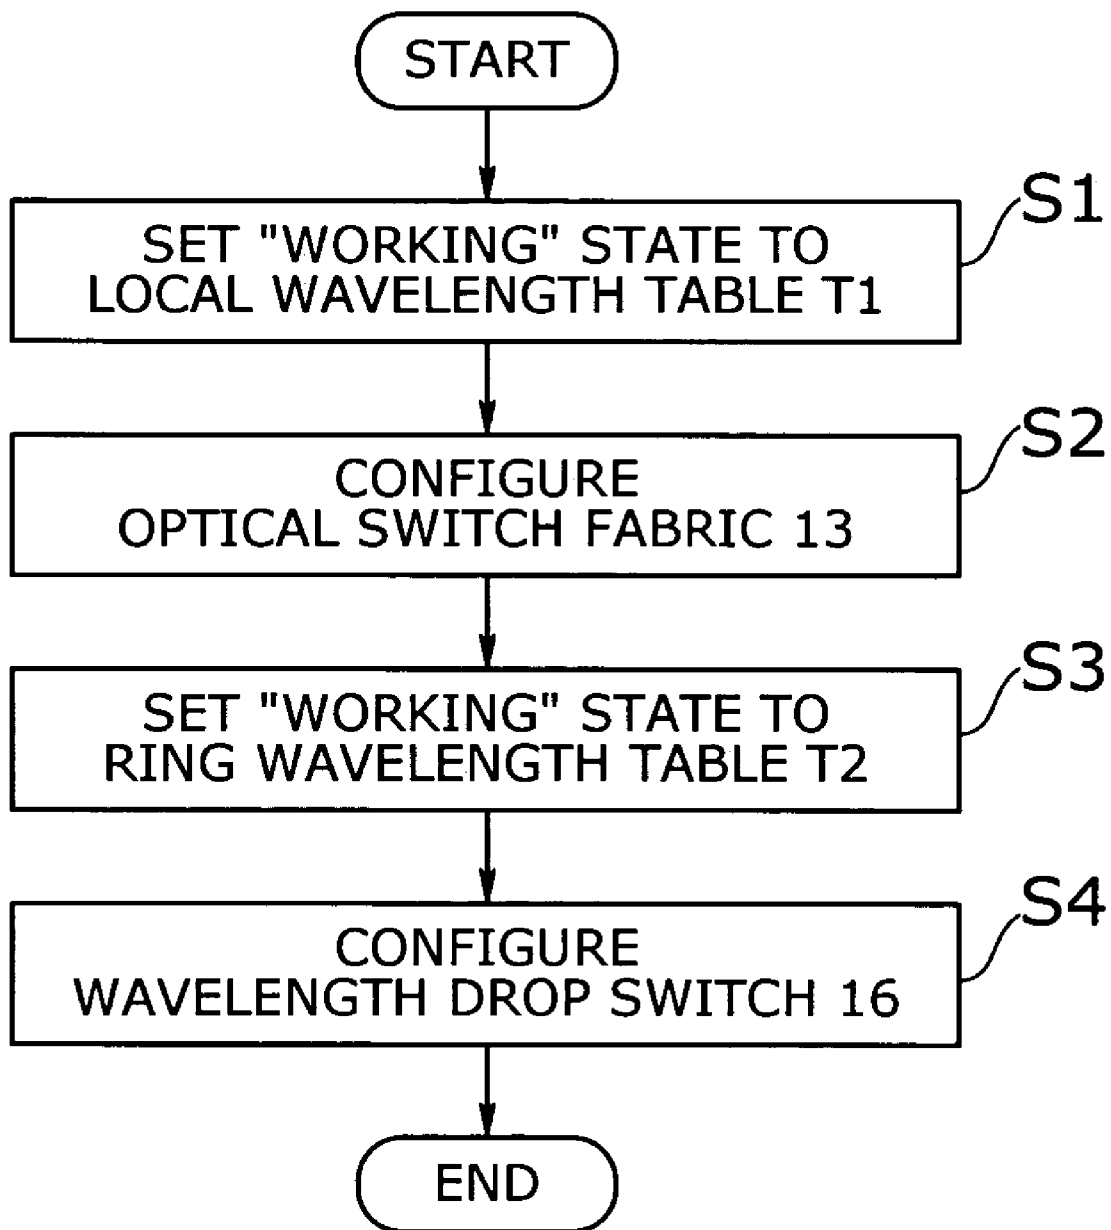 START
S1
SET "WORKING" STATE TO
LOCAL WAVELENGTH TABLE T1
S2
CONFIGURE
OPTICAL SWITCH FABRIC 13
S3
SET "WORKING" STATE TO
RING WAVELENGTH TABLE T2
S4
CONFIGURE
WAVELENGTH DROP SWITCH 16
END